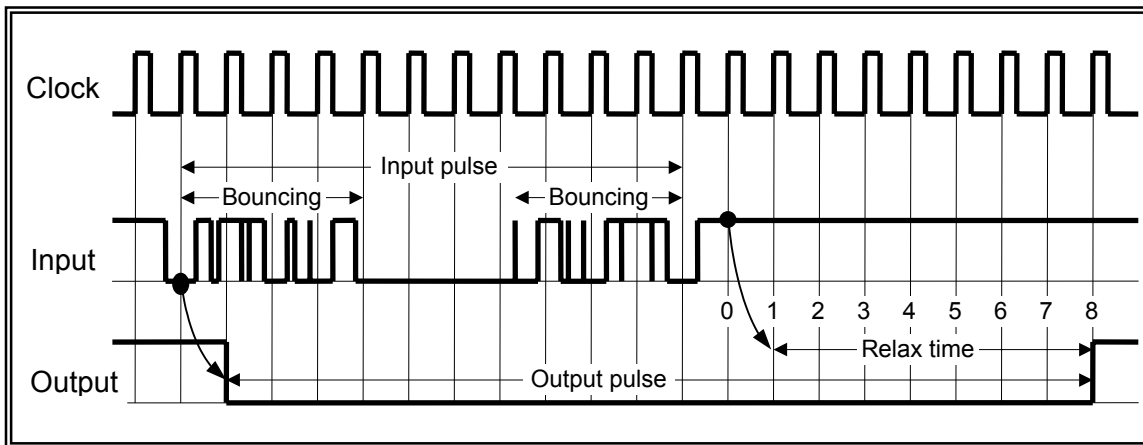 Clock
Input pulse
Bouncing Bouncing
Input
0 1 2 3 4 5 6 7 8
Relax time
Output Output pulse